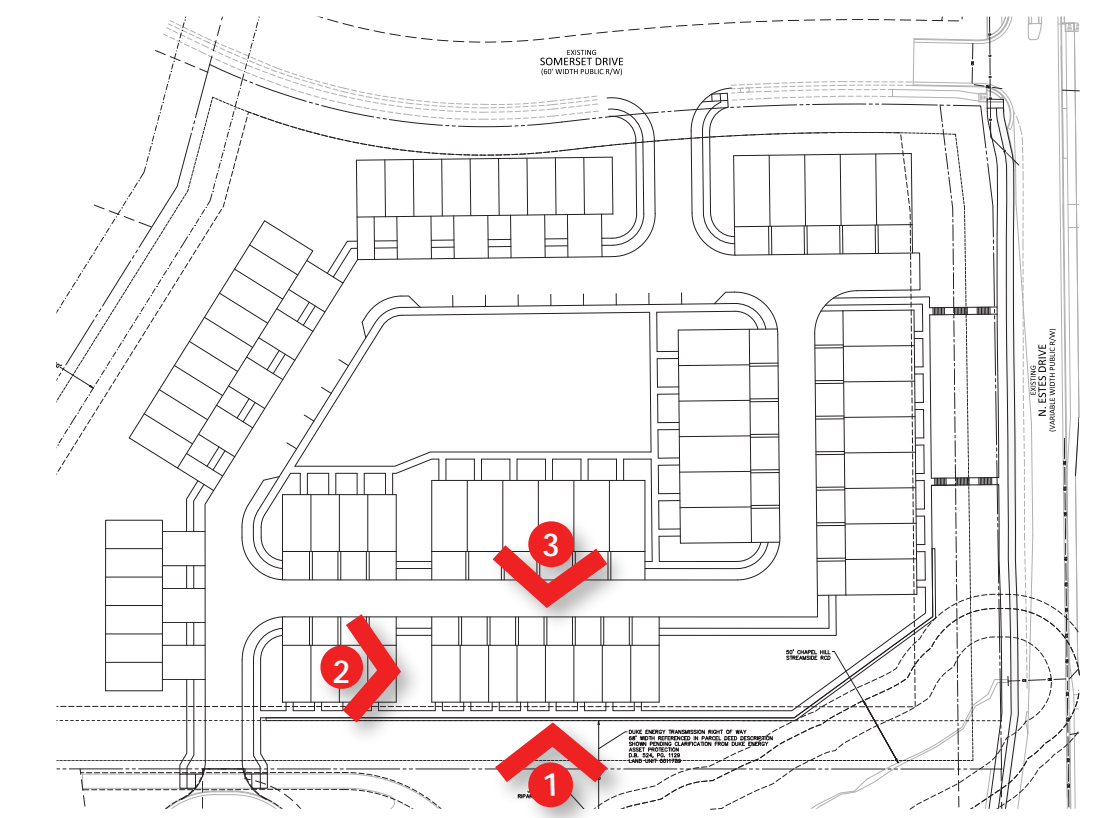 EXISTING
SOMERSET DRIVE
(60' WIDTH PUBLIC R/W)
EXISTING
N. ESTES DRIVE
(VARIABLE WIDTH PUBLIC R/W)
3
2
50' CHAPEL HILL
STREAMSIDE RCD
DUKE ENERGY TRANSMISSION RIGHT OF WAY
68' WIDTH REFERENCED IN PARCEL DEED DESCRIPTION
SHOWN PENDING CLARIFICATION FROM DUKE ENERGY
ASSET PROTECTION
D.B. 524, PG. 1129
LAND UNIT
1